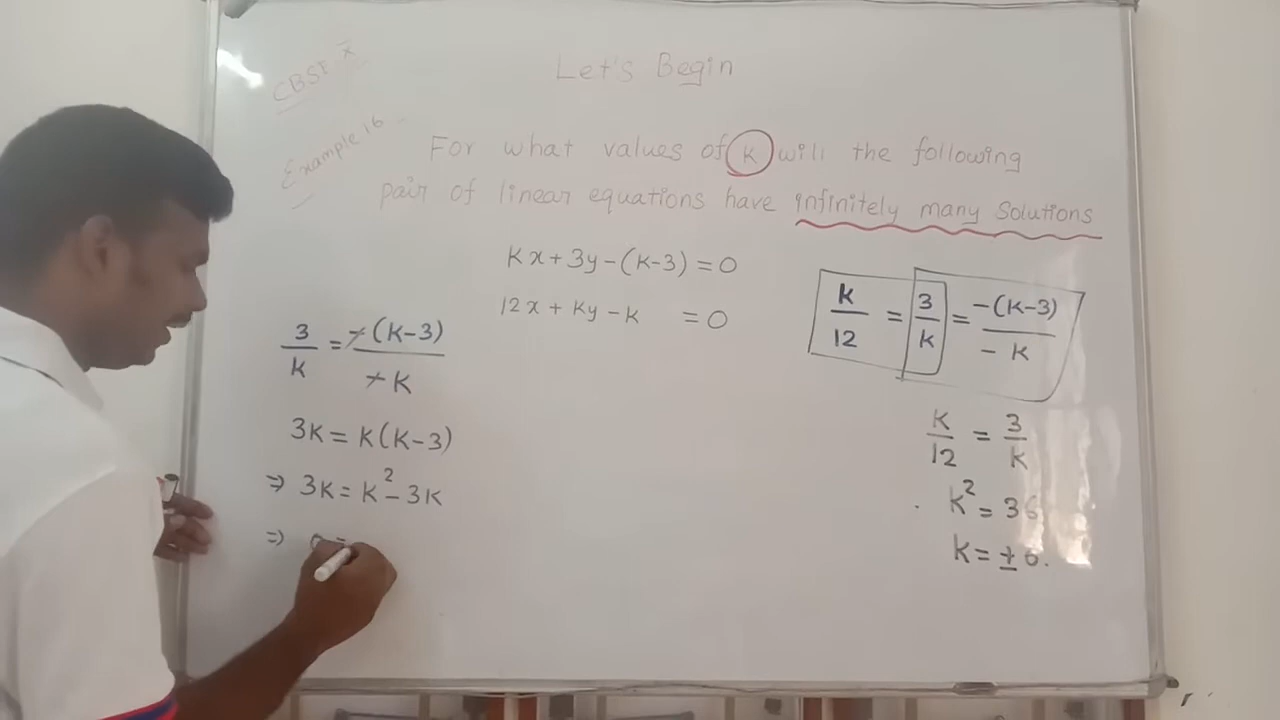 CBSE X
Let's Begin
Example 16
For what values of K will the following
pair of linear equations have infinitely many Solutions
Kx+3y-(K-3)=0
12x+Ky-K =0
K/12 = 3/K = -(K-3)/-K
3/K = -(K-3)/-K
3K=K(K-3)
⇒ 3K=K²-3K
⇒ 0=
K/12 = 3/K
K²=36
K=±6.